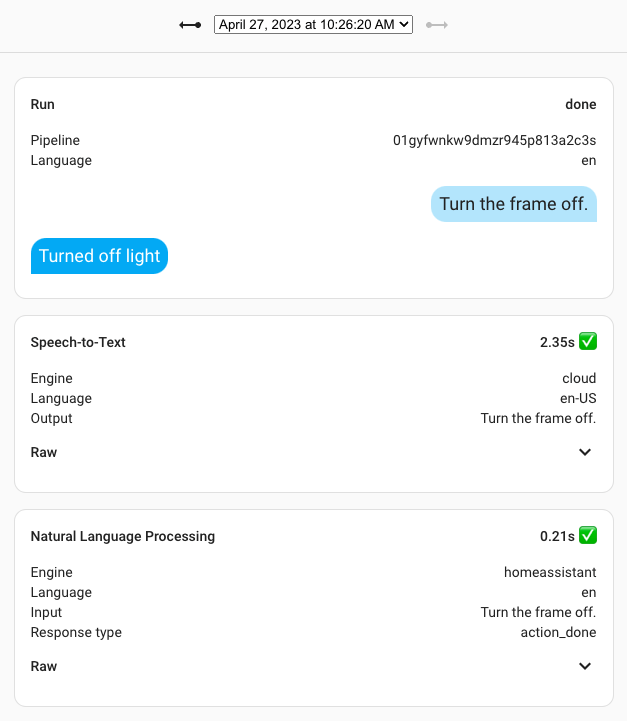 April 27, 2023 at 10:26:20 AM
Run done
Pipeline 01gyfwnkw9dmzr945p813a2c3s
Language en
Turn the frame off.
Turned off light
Speech-to-Text 2.35s
Engine cloud
Language en-US
Output Turn the frame off.
Raw
Natural Language Processing 0.21s
Engine homeassistant
Language en
Input Turn the frame off.
Response type action_done
Raw